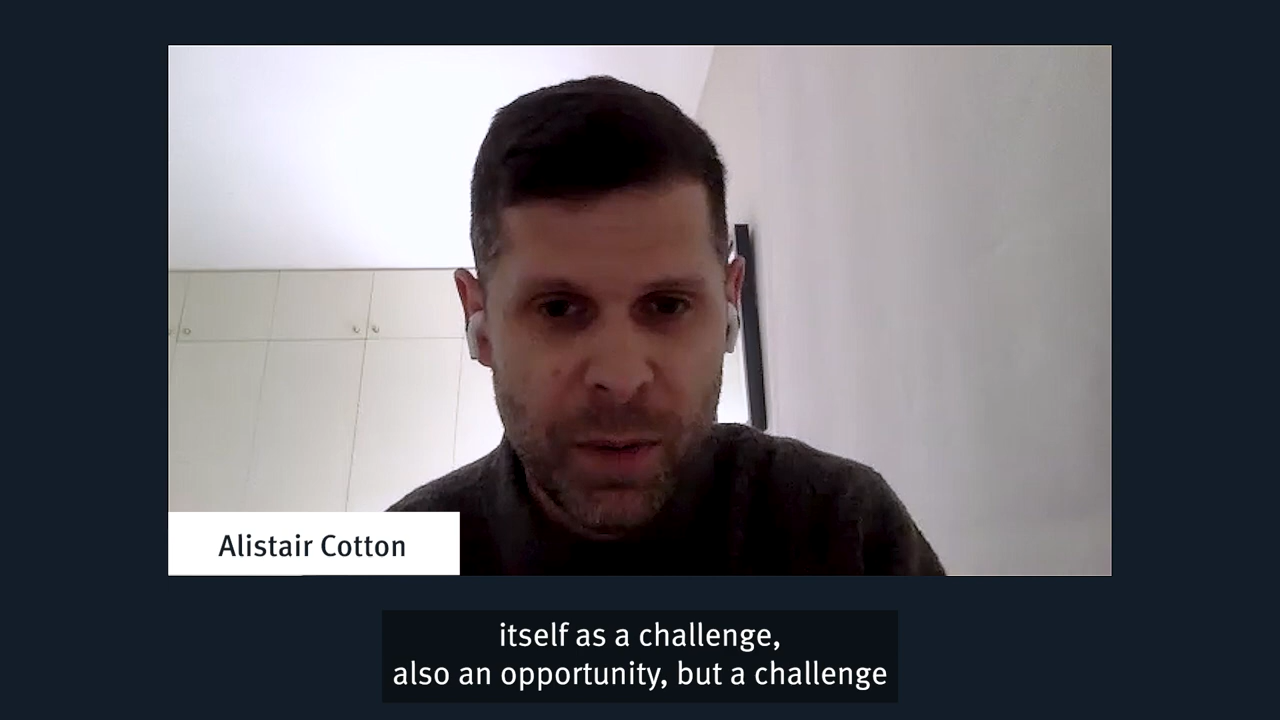 Alistair Cotton
itself as a challenge,
also an opportunity, but a challenge